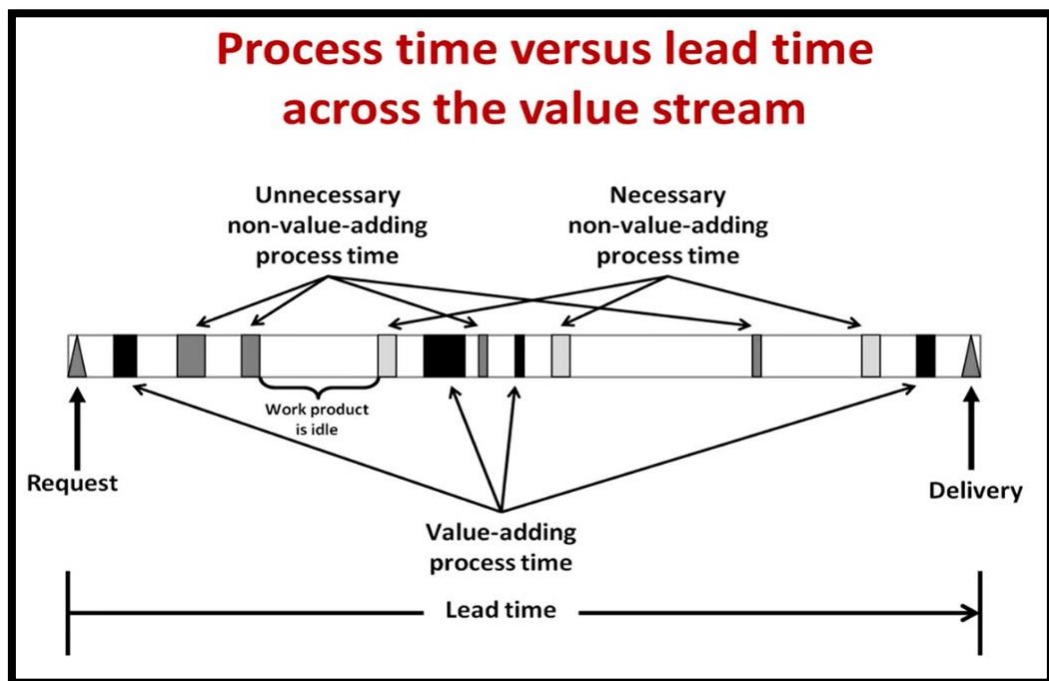 Process time versus lead time
across the value stream
Unnecessary
non-value-adding
process time
Necessary
non-value-adding
process time
Work product
is idle
Request
Delivery
Value-adding
process time
Lead time